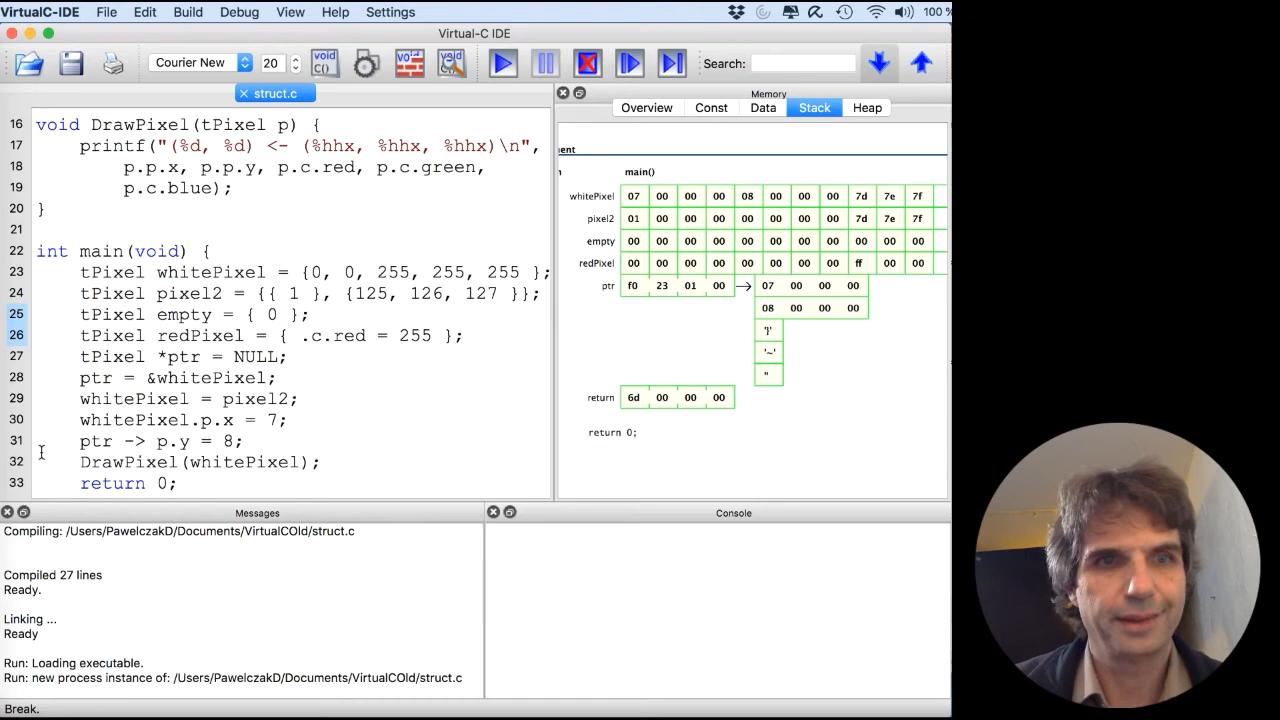 VirtualC-IDE File Edit Build Debug View Help Settings 100 %
Virtual-C IDE
Courier New 20 void C() void void Search:
struct.c
Memory
Overview Const Data Stack Heap
16 void DrawPixel(tPixel p) {
17 printf("(%d, %d) <- (%hhx, %hhx, %hhx)\n",
18 p.p.x, p.p.y, p.c.red, p.c.green,
19 p.c.blue);
20 }
21
22 int main(void) {
23 tPixel whitePixel = {0, 0, 255, 255, 255 };
24 tPixel pixel2 = {{ 1 }, {125, 126, 127 }};
25 tPixel empty = { 0 };
26 tPixel redPixel = { .c.red = 255 };
27 tPixel *ptr = NULL;
28 ptr = &whitePixel;
29 whitePixel = pixel2;
30 whitePixel.p.x = 7;
31 ptr -> p.y = 8;
32 DrawPixel(whitePixel);
33 return 0;
ent
main()
whitePixel 07 00 00 00 08 00 00 00 7d 7e 7f
pixel2 01 00 00 00 00 00 00 00 7d 7e 7f
empty 00 00 00 00 00 00 00 00 00 00 00
redPixel 00 00 00 00 00 00 00 00 ff 00 00
ptr f0 23 01 00 → 07 00 00 00
08 00 00 00
'}'
'~'
''
return 6d 00 00 00
return 0;
Messages
Compiling: /Users/PawelczakD/Documents/VirtualCOld/struct.c
Compiled 27 lines
Ready.
Linking ...
Ready
Run: Loading executable.
Run: new process instance of: /Users/PawelczakD/Documents/VirtualCOld/struct.c
Console
Break.